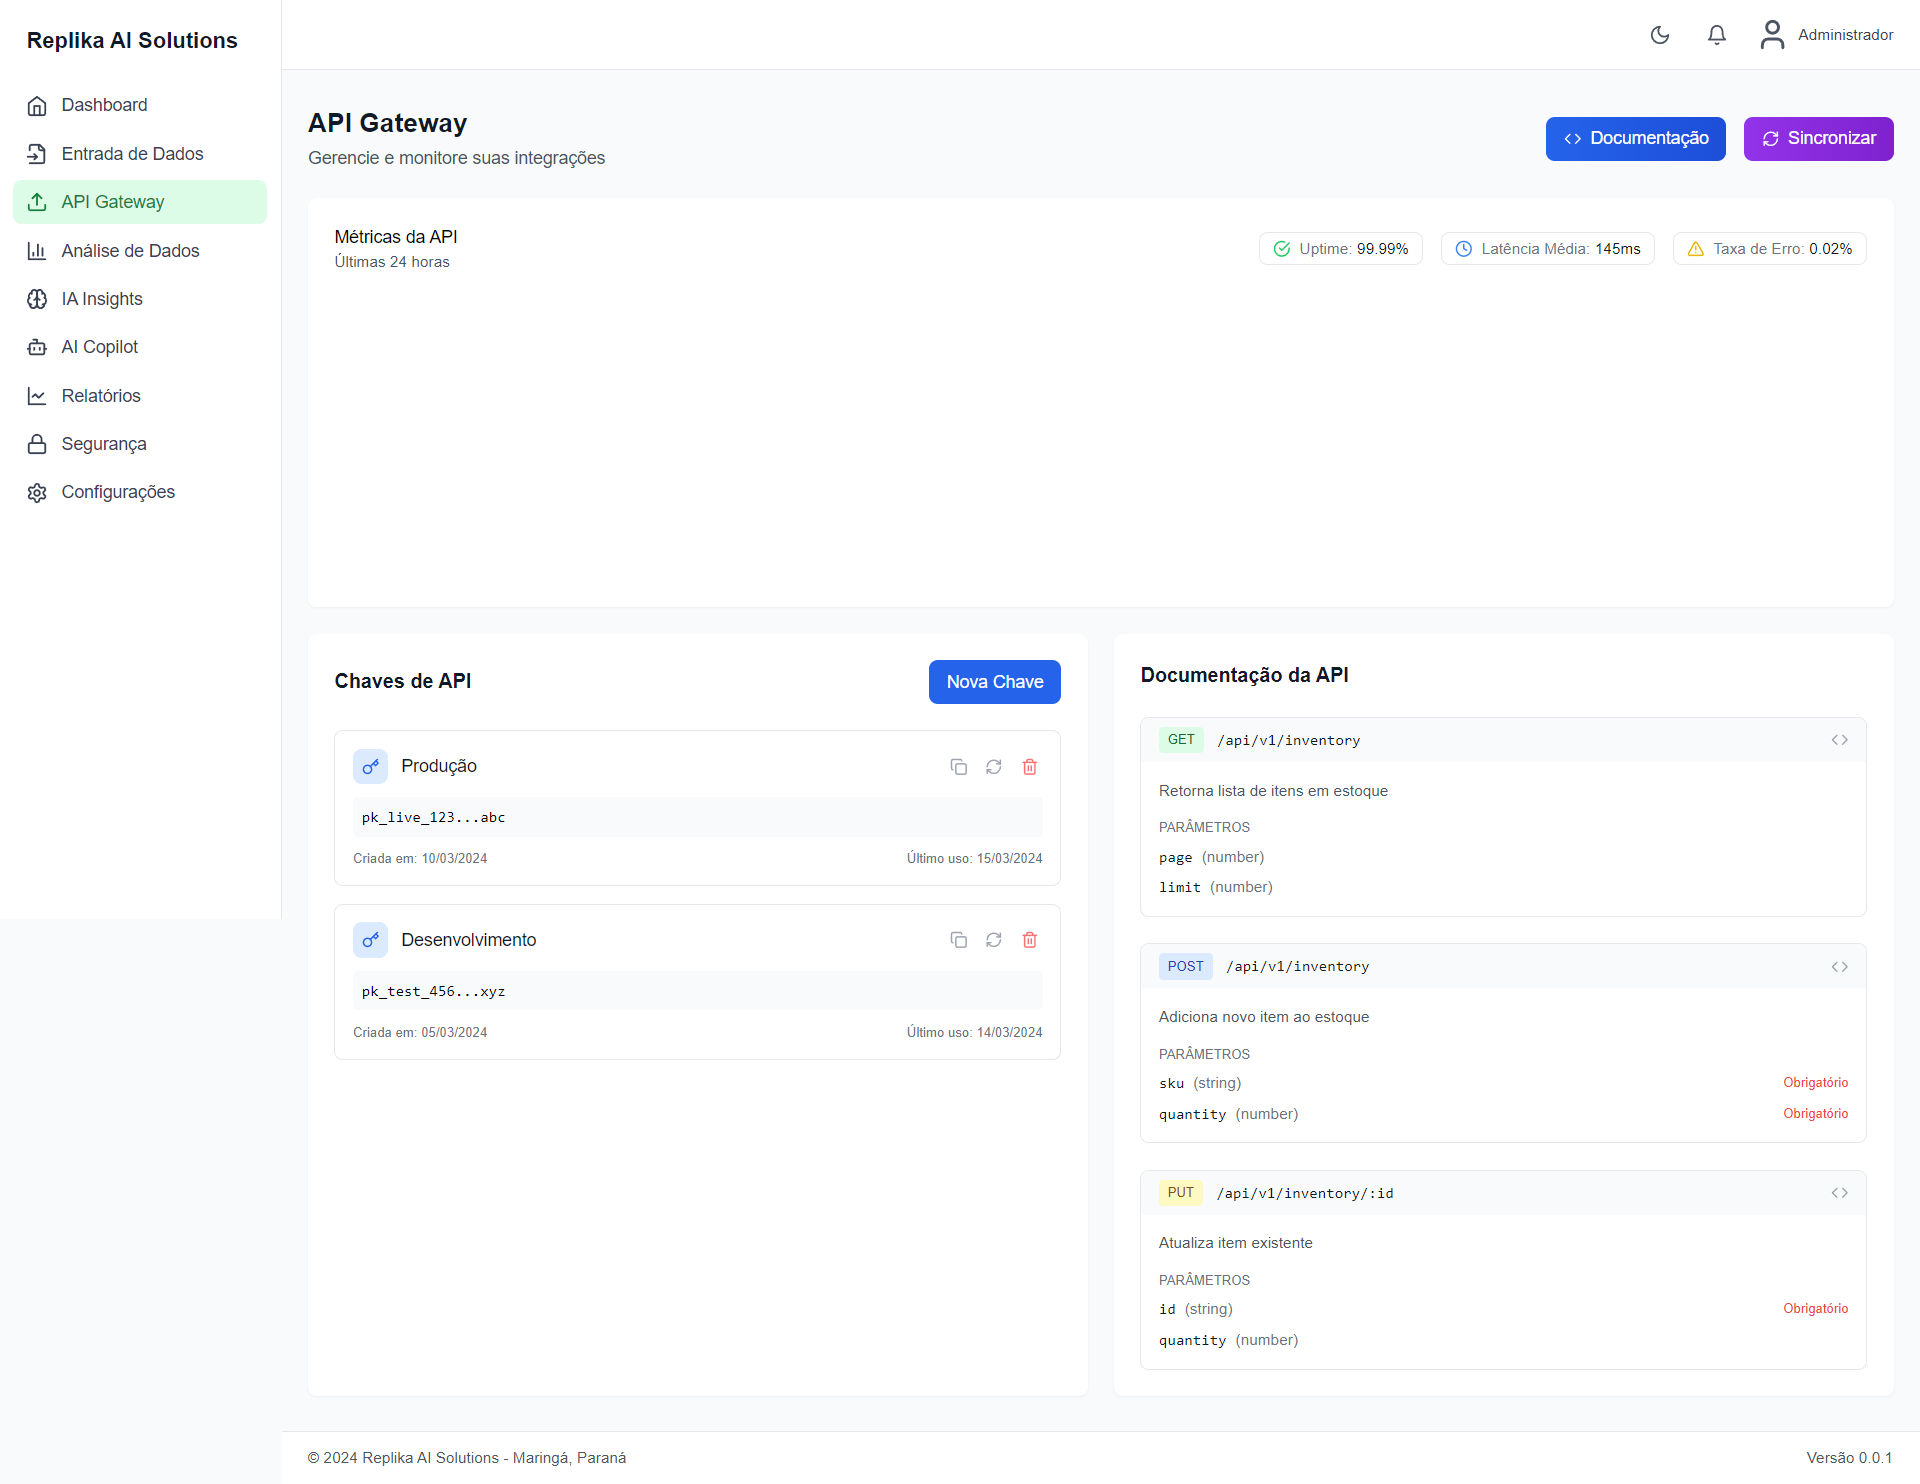 Replika AI Solutions
Dashboard
Entrada de Dados
API Gateway
Análise de Dados
IA Insights
AI Copilot
Relatórios
Segurança
Configurações
Administrador
API Gateway
Gerencie e monitore suas integrações
Documentação
Sincronizar
Métricas da API
Últimas 24 horas
Uptime: 99.99%
Latência Média: 145ms
Taxa de Erro: 0.02%
Chaves de API
Nova Chave
Produção
pk_live_123...abc
Criada em: 10/03/2024
Último uso: 15/03/2024
Desenvolvimento
pk_test_456...xyz
Criada em: 05/03/2024
Último uso: 14/03/2024
Documentação da API
GET /api/v1/inventory
Retorna lista de itens em estoque
PARÂMETROS
page (number)
limit (number)
POST /api/v1/inventory
Adiciona novo item ao estoque
PARÂMETROS
sku (string) Obrigatório
quantity (number) Obrigatório
PUT /api/v1/inventory/:id
Atualiza item existente
PARÂMETROS
id (string) Obrigatório
quantity (number)
© 2024 Replika AI Solutions - Maringá, Paraná
Versão 0.0.1